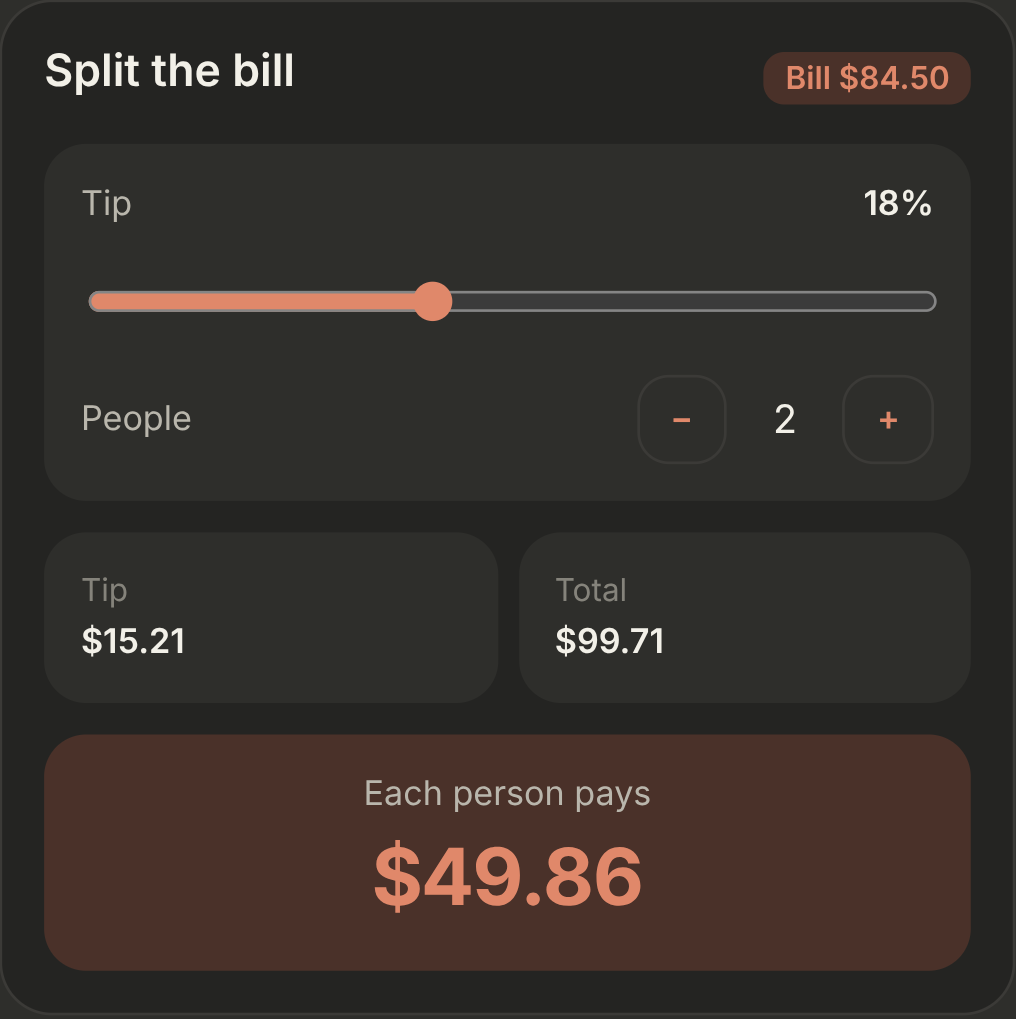 Split the bill
Bill $84.50
Tip
18%
People
−
2
+
Tip
$15.21
Total
$99.71
Each person pays
$49.86